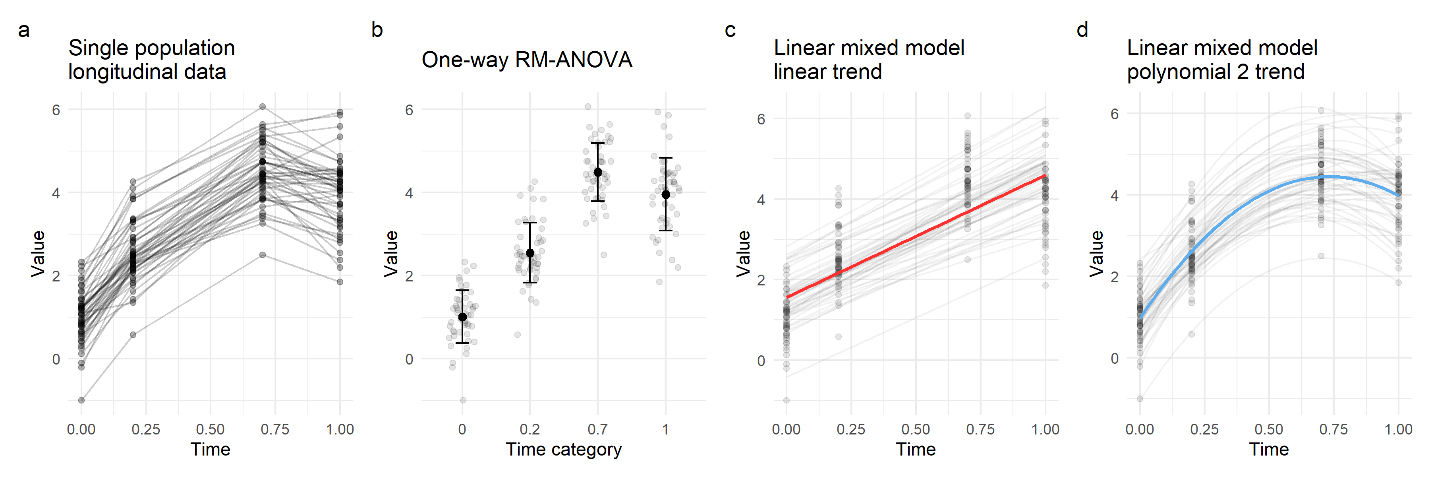 a
Single population
longitudinal data
Value
6
4
2
0
0.00 0.25 0.50 0.75 1.00
Time
b
One-way RM-ANOVA
Value
6
4
2
0
0 0.2 0.7 1
Time category
c
Linear mixed model
linear trend
Value
6
4
2
0
0.00 0.25 0.50 0.75 1.00
Time
d
Linear mixed model
polynomial 2 trend
Value
6
4
2
0
0.00 0.25 0.50 0.75 1.00
Time